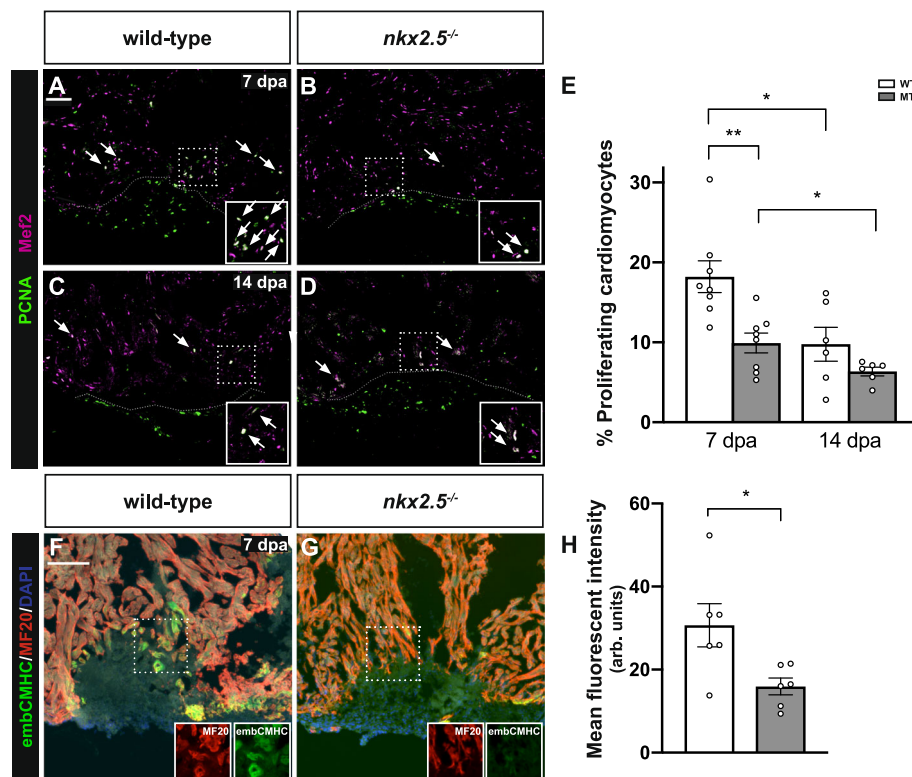 wild-type
nkx2.5-/-
PCNA Mef2
A
7 dpa
B
C
14 dpa
D
E
WT
MT
% Proliferating cardiomyocytes
30
20
10
0
*
**
*
7 dpa
14 dpa
wild-type
nkx2.5-/-
embCMHC/MF20/DAPI
F
7 dpa
MF20
embCMHC
G
MF20
embCMHC
H
Mean fluorescent intensity
(arb. units)
60
40
20
0
*